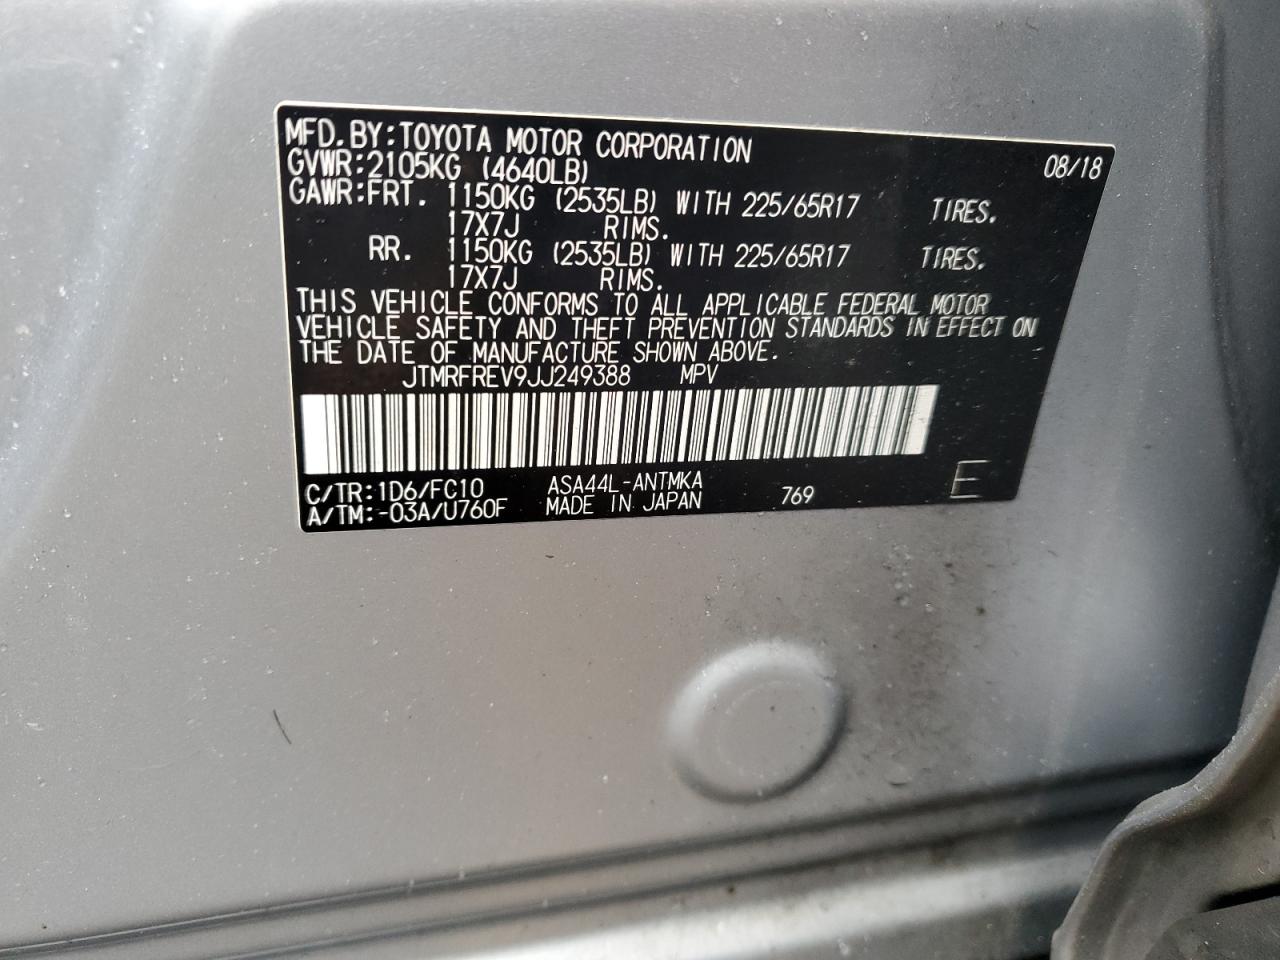 MFD.BY:TOYOTA MOTOR CORPORATION 08/18
GVWR:2105KG (4640LB)
GAWR:FRT. 1150KG (2535LB) WITH 225/65R17 TIRES.
17X7J RIMS.
RR. 1150KG (2535LB) WITH 225/65R17 TIRES.
17X7J RIMS.
THIS VEHICLE CONFORMS TO ALL APPLICABLE FEDERAL MOTOR
VEHICLE SAFETY AND THEFT PREVENTION STANDARDS IN EFFECT ON
THE DATE OF MANUFACTURE SHOWN ABOVE.
JTMRFREV9JJ249388 MPV
C/TR:1D6/FC10 ASA44L-ANTMKA
A/TM:-03A/U760F MADE IN JAPAN 769 E